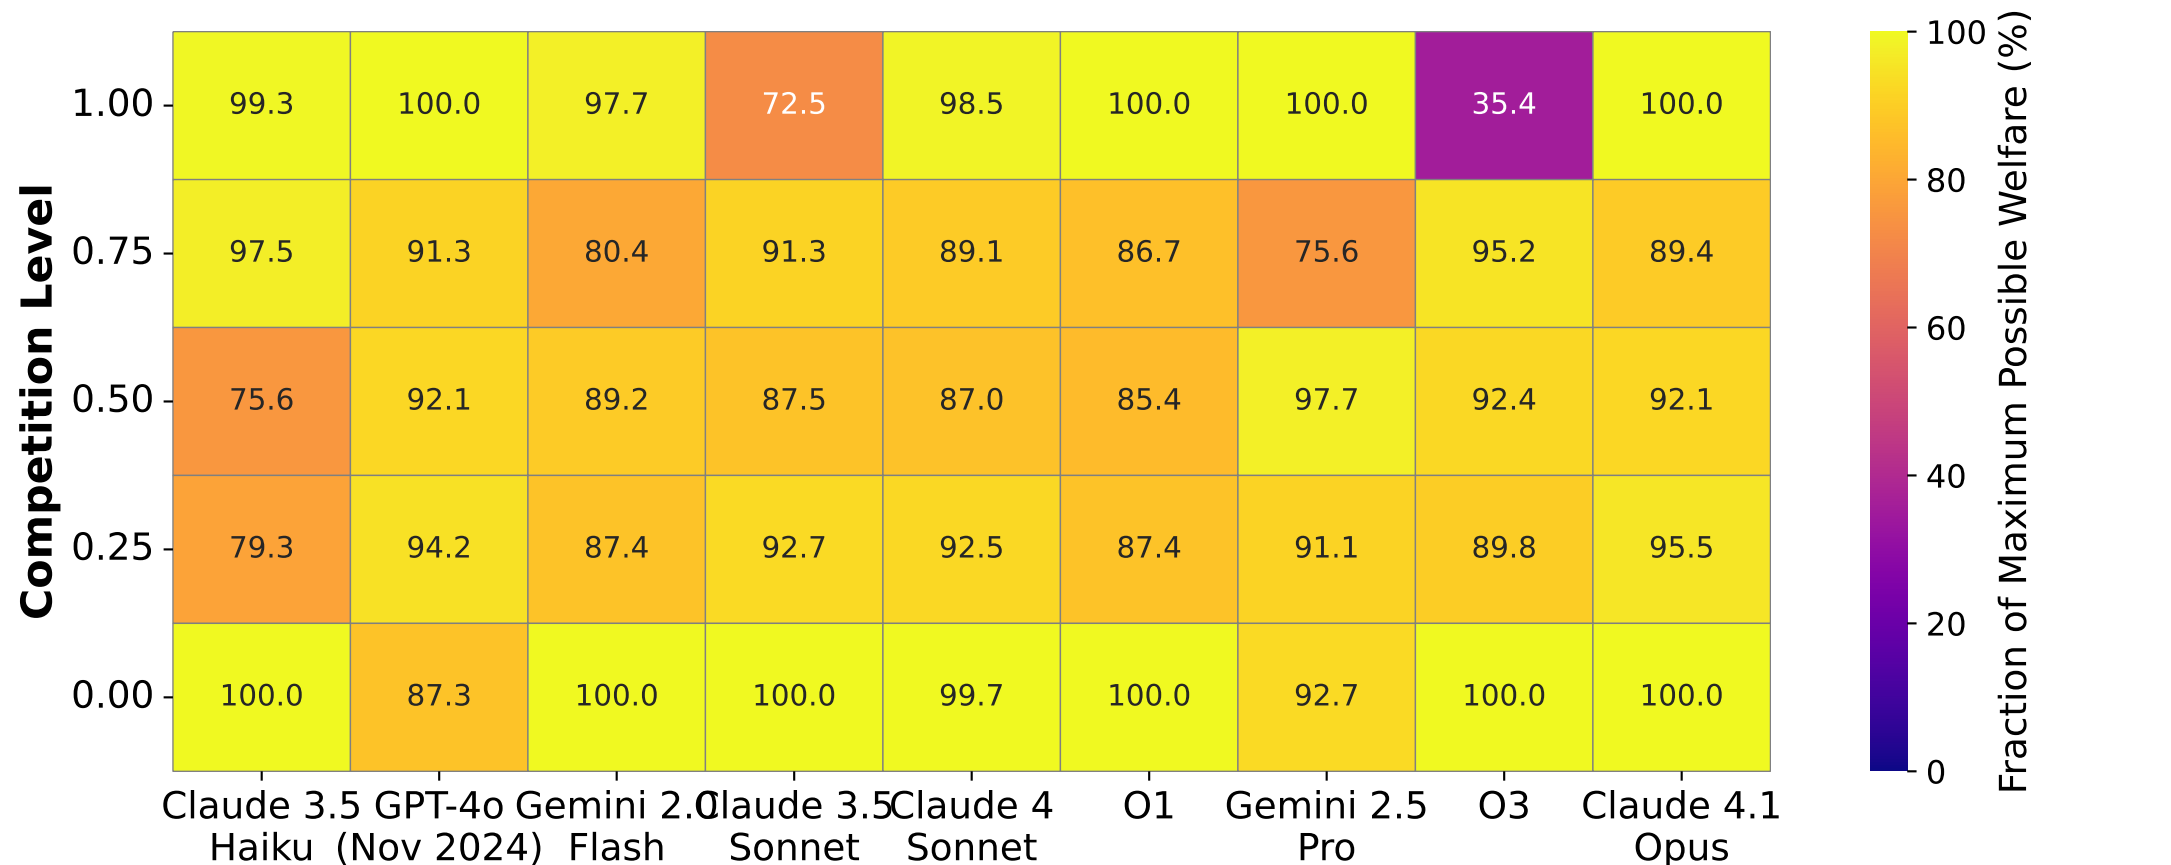 Competition Level
1.00 99.3 100.0 97.7 72.5 98.5 100.0 100.0 35.4 100.0
0.75 97.5 91.3 80.4 91.3 89.1 86.7 75.6 95.2 89.4
0.50 75.6 92.1 89.2 87.5 87.0 85.4 97.7 92.4 92.1
0.25 79.3 94.2 87.4 92.7 92.5 87.4 91.1 89.8 95.5
0.00 100.0 87.3 100.0 100.0 99.7 100.0 92.7 100.0 100.0
Claude 3.5 GPT-4o Gemini 2.0 Claude 3.5 Claude 4 O1 Gemini 2.5 O3 Claude 4.1
Haiku (Nov 2024) Flash Sonnet Sonnet Pro Opus
100
80
60
40
20
0
Fraction of Maximum Possible Welfare (%)